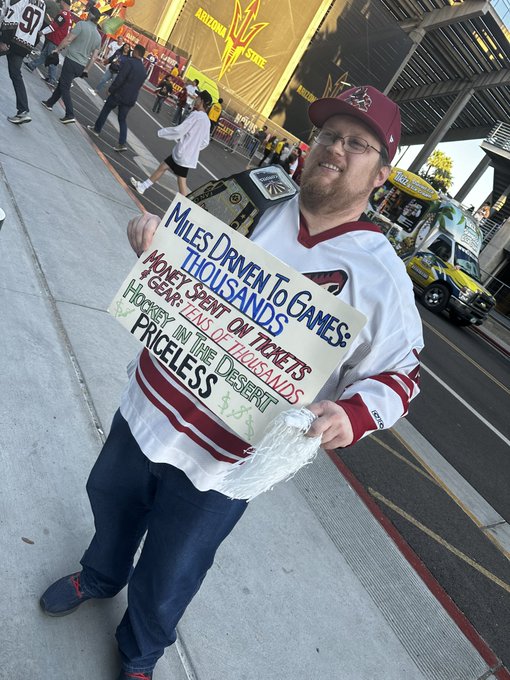 97
ARIZONA STATE
MILES DRIVEN TO GAMES:
THOUSANDS
MONEY SPENT ON TICKETS
& GEAR: TENS OF THOUSANDS
HOCKEY IN THE DESERT
PRICELESS